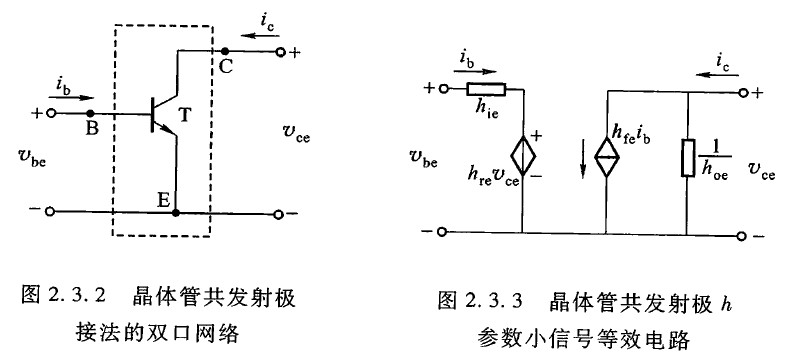 i_c
+
C
i_b
+
B
T
v_be
v_ce
E
−
−
图 2.3.2 晶体管共发射极
接法的双口网络
i_b
i_c
+
+
h_ie
+
v_be
h_re v_ce
−
h_fe i_b
1/h_oe
v_ce
−
−
图 2.3.3 晶体管共发射极 h
参数小信号等效电路